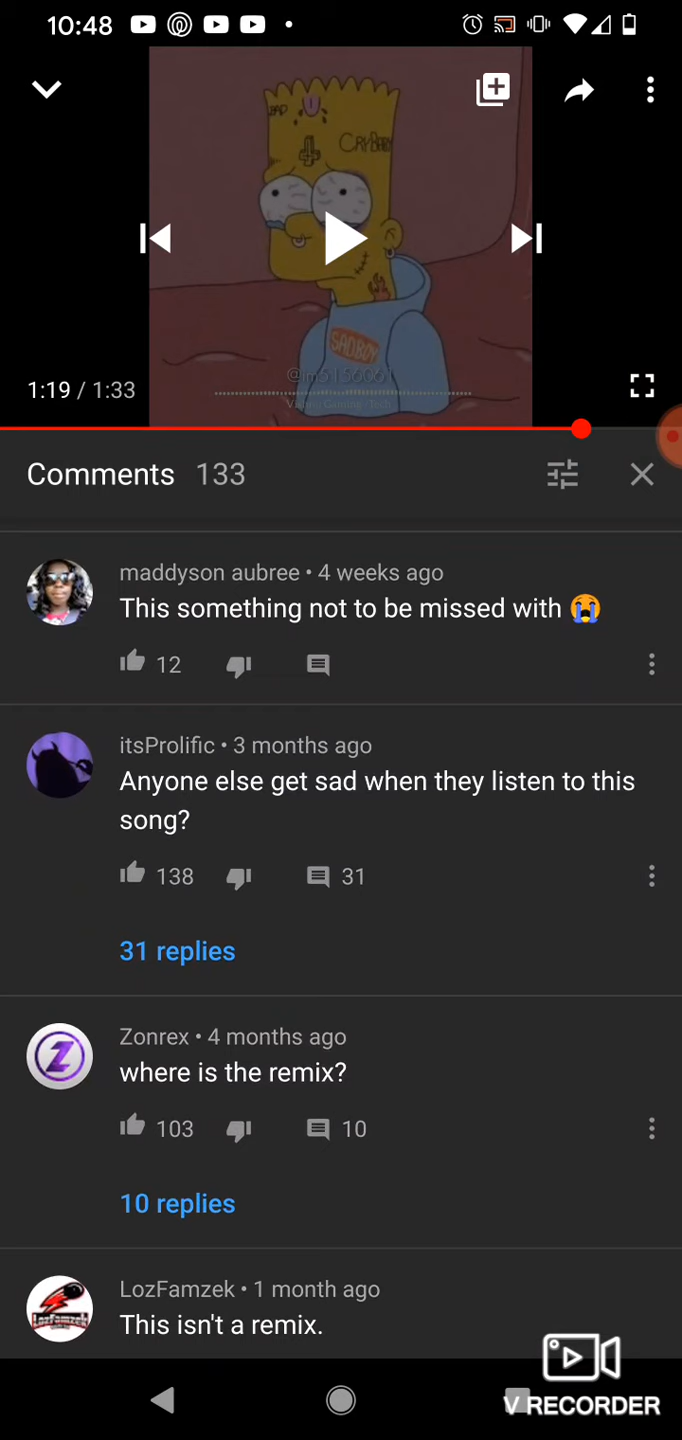 10:48
CRYBABY
SADBOY
1:19 / 1:33
Comments 133
maddyson aubree • 4 weeks ago
This something not to be missed with 😭
12
itsProlific • 3 months ago
Anyone else get sad when they listen to this
song?
138 31
31 replies
Zonrex • 4 months ago
where is the remix?
103 10
10 replies
LozFamzek • 1 month ago
This isn't a remix.
V RECORDER